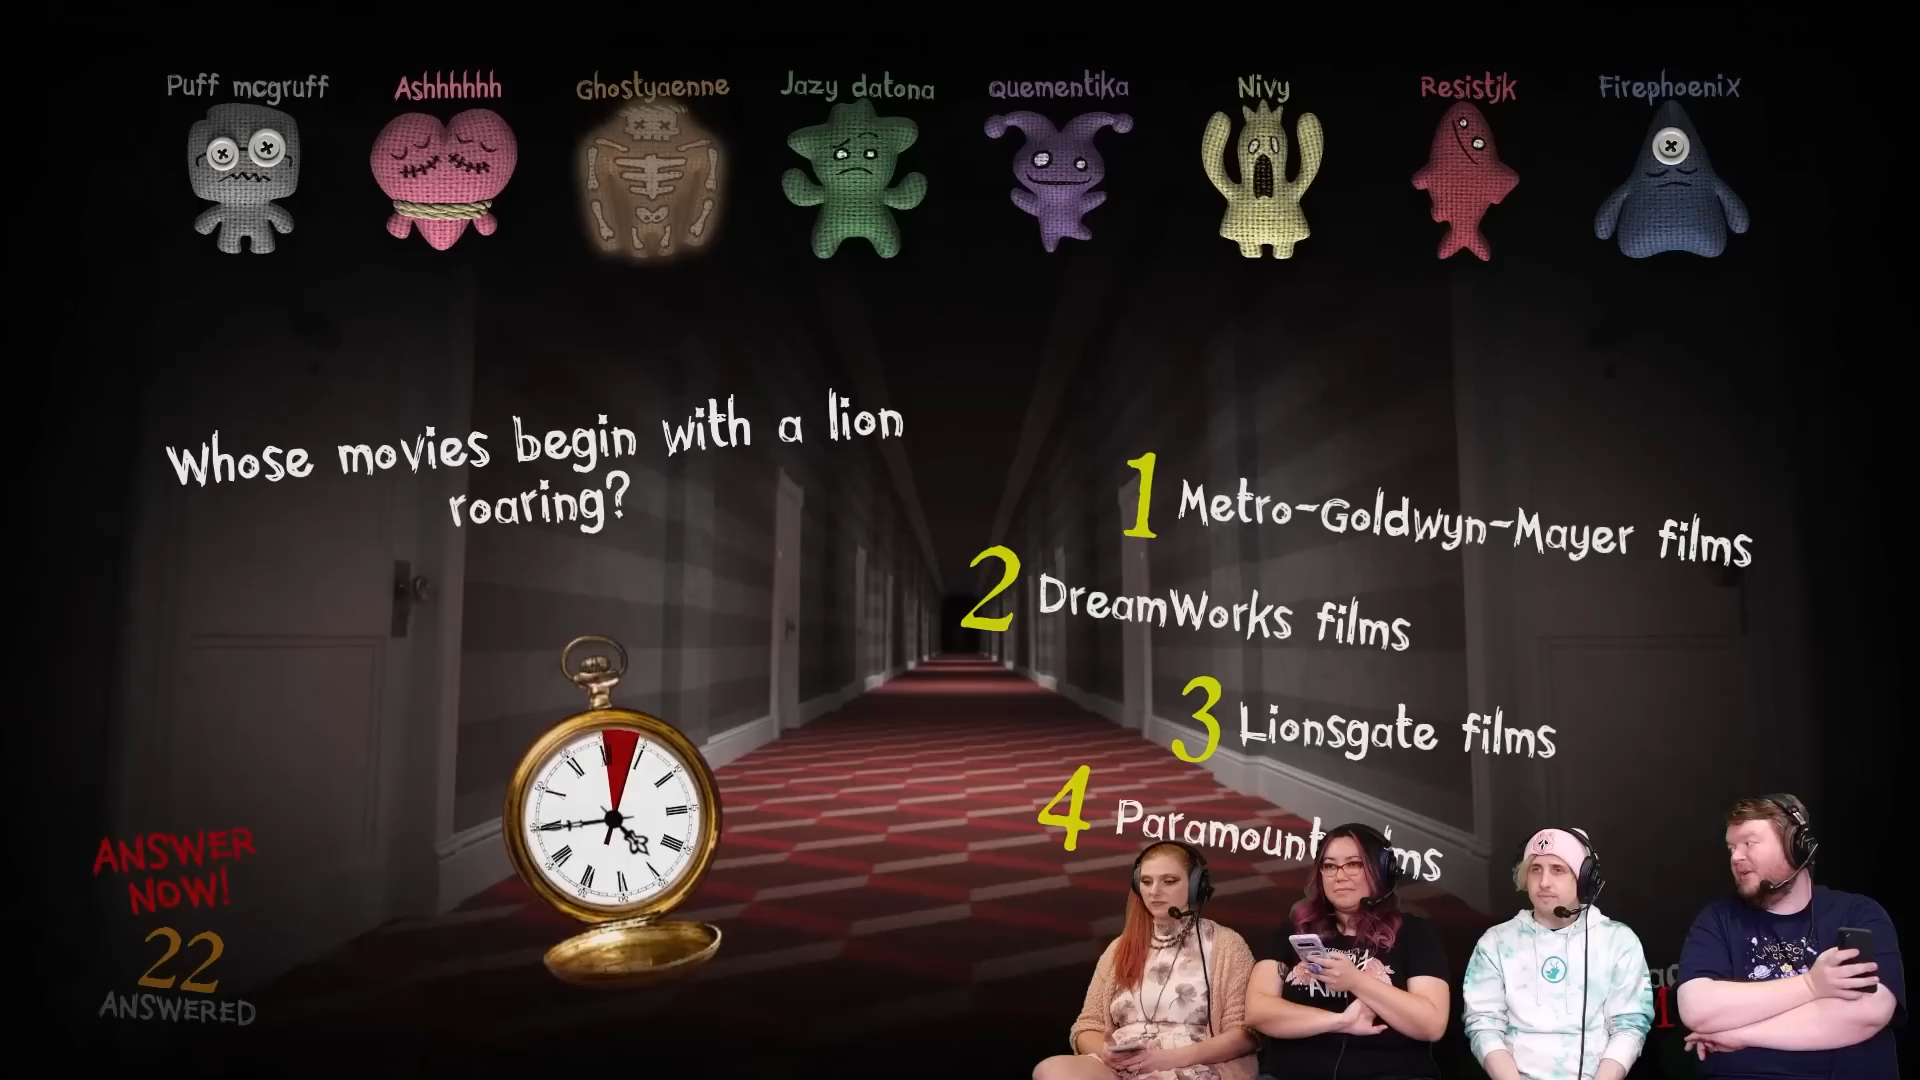 Puff mcgruff
Ashhhhhh
Ghostyaenne
Jazy datona
quementika
Nivy
Resistjk
Firephoenix
Whose movies begin with a lion
roaring?
1 Metro-Goldwyn-Mayer films
2 DreamWorks films
3 Lionsgate films
4 Paramount
ANSWER
NOW!
22
ANSWERED